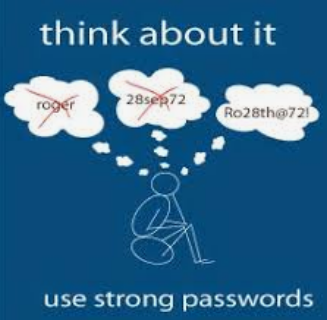 think about it
roger
28sep72
Ro28th@72!
use strong passwords